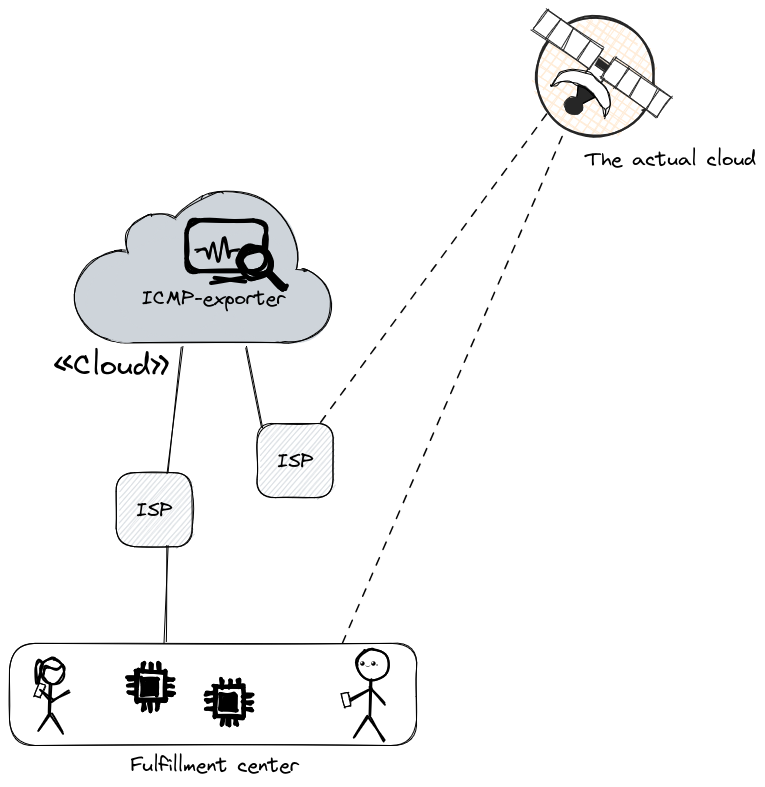 The actual cloud
ICMP-exporter
«Cloud»
ISP
ISP
Fulfillment center